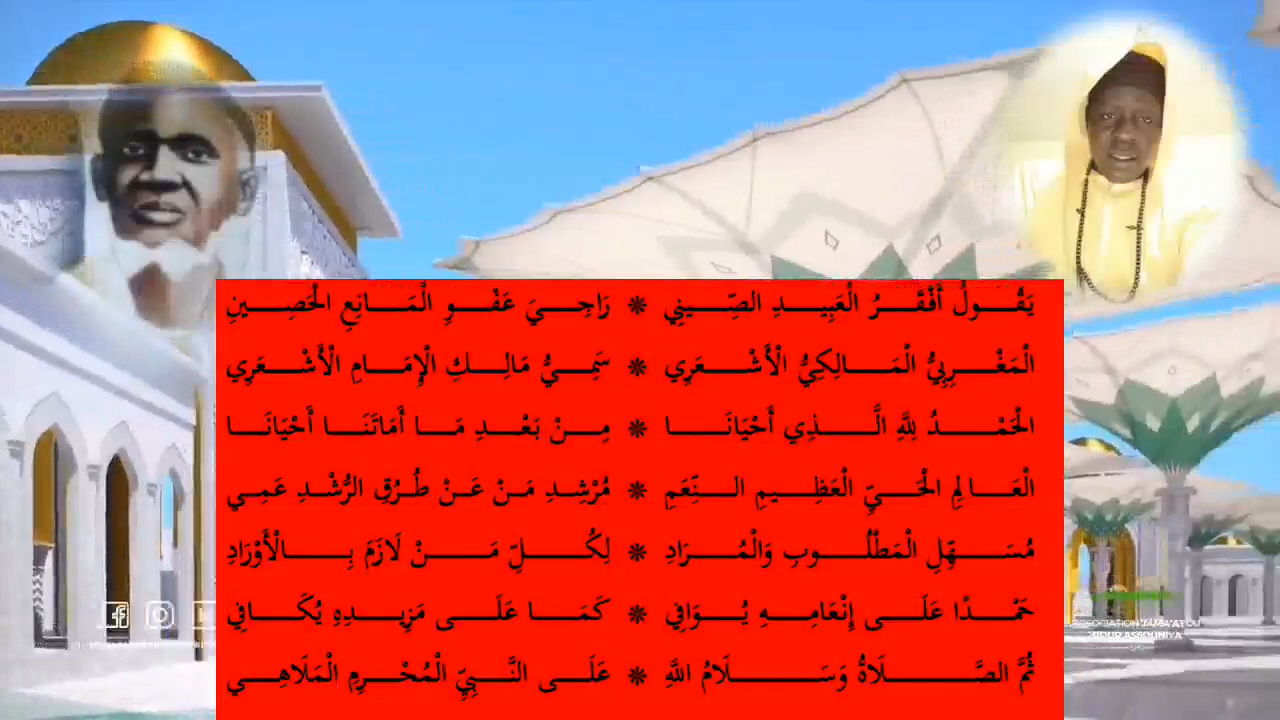 يَقُولُ أَفْقَرُ الْعَبِيدِ الصِّينِي ❋ رَاجِيَ عَفْوِ الْمَانِعِ الْحَصِينِ
الْمَغْرِبِيُّ الْمَالِكِيُّ الْأَشْعَرِي ❋ سَمِيُّ مَالِكِ الْإِمَامِ الْأَشْعَرِي
الْحَمْدُ لِلَّهِ الَّذِي أَحْيَانَا ❋ مِنْ بَعْدِ مَا أَمَاتَنَا أَحْيَانَا
الْعَالِمِ الْحَيِّ الْعَظِيمِ النِّعَمِ ❋ مُرْشِدِ مَنْ عَنْ طُرُقِ الرُّشْدِ عَمِي
مُسَهِّلِ الْمَطْلُوبِ وَالْمُرَادِ ❋ لِكُلِّ مَنْ لَازَمَ بِالْأَوْرَادِ
حَمْدًا عَلَى إِنْعَامِهِ يُوَافِي ❋ كَمَا عَلَى مَزِيدِهِ يُكَافِي
ثُمَّ الصَّلَاةُ وَسَلَامُ اللَّهِ ❋ عَلَى النَّبِيِّ الْمُحْرِمِ الْمَلَاهِي